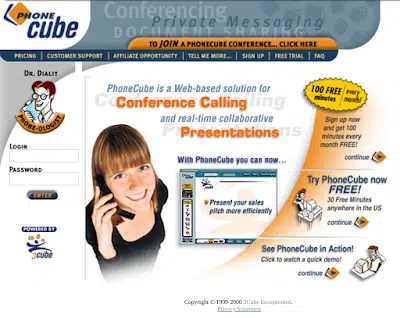 PHONE
cube
Conferencing
Private Messaging
DOCUMENT SHARING
TO JOIN A PHONECUBE CONFERENCE... CLICK HERE
PRICING | CUSTOMER SUPPORT | AFFILIATE OPPORTUNITY | TELL ME MORE... | SIGN UP | FREE TRIAL | FAQ
DR. DIALIT
PHONE-OLOGIST
LOGIN
PASSWORD
ENTER
POWERED BY
3cube
PhoneCube is a Web-based solution for
Conference Calling
and real-time collaborative
Presentations
With PhoneCube you can now...
Present your sales
pitch more efficiently
100 FREE
minutes
every
month!
Sign up now
and get 100
minutes every
month FREE!
continue
Try PhoneCube now
FREE!
30 Free Minutes
anywhere in the US
continue
See PhoneCube in Action!
Click to watch a quick demo!
continue
Copyright © 1999-2000 3Cube Incorporated.
Privacy Statement